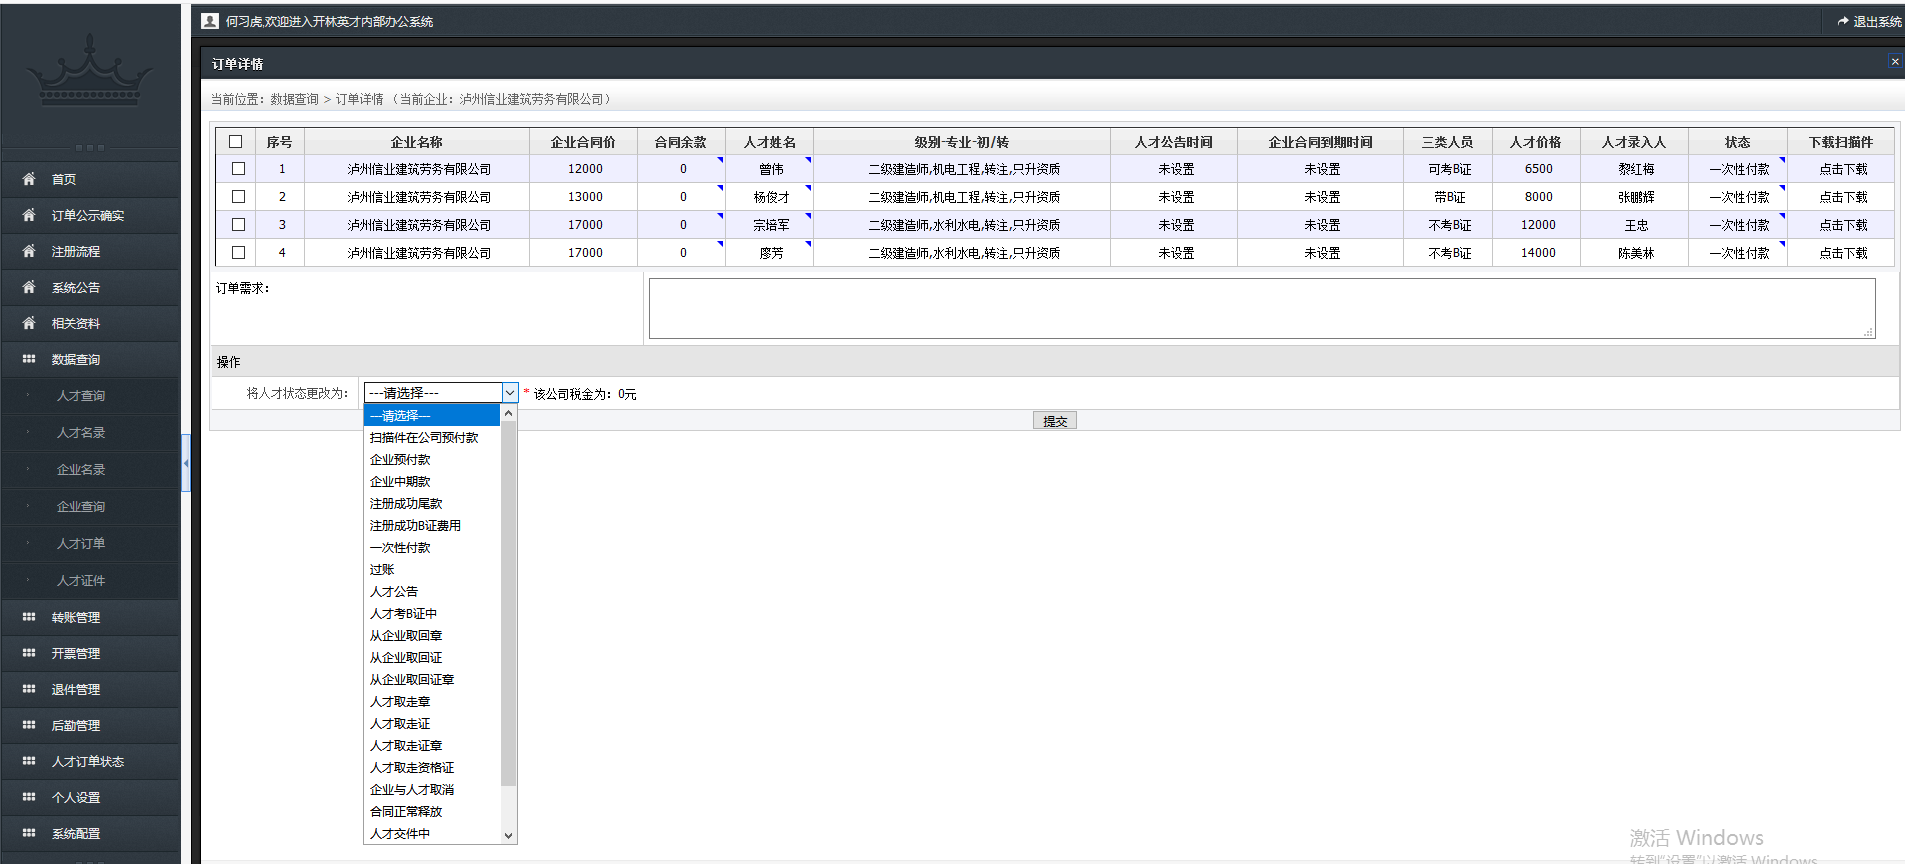 何习虎,欢迎进入开林英才内部办公系统
退出系统
订单详情
当前位置：数据查询 > 订单详情 （当前企业：泸州信业建筑劳务有限公司）
序号 企业名称 企业合同价 合同余款 人才姓名 级别-专业-初/转 人才公告时间 企业合同到期时间 三类人员 人才价格 人才录入人 状态 下载扫描件
1 泸州信业建筑劳务有限公司 12000 0 曾伟 二级建造师,机电工程,转注,只升资质 未设置 未设置 可考B证 6500 黎红梅 一次性付款 点击下载
2 泸州信业建筑劳务有限公司 13000 0 杨俊才 二级建造师,机电工程,转注,只升资质 未设置 未设置 带B证 8000 张鹏辉 一次性付款 点击下载
3 泸州信业建筑劳务有限公司 17000 0 宗培军 二级建造师,水利水电,转注,只升资质 未设置 未设置 不考B证 12000 王忠 一次性付款 点击下载
4 泸州信业建筑劳务有限公司 17000 0 廖芳 二级建造师,水利水电,转注,只升资质 未设置 未设置 不考B证 14000 陈美林 一次性付款 点击下载
订单需求：
操作
将人才状态更改为： ---请选择--- * 该公司税金为：0元
提交
---请选择---
扫描件在公司预付款
企业预付款
企业中期款
注册成功尾款
注册成功B证费用
一次性付款
过账
人才公告
人才考B证中
从企业取回章
从企业取回证
从企业取回证章
人才取走章
人才取走证
人才取走证章
人才取走资格证
企业与人才取消
合同正常释放
人才交件中
首页
订单公示确实
注册流程
系统公告
相关资料
数据查询
人才查询
人才名录
企业名录
企业查询
人才订单
人才证件
转账管理
开票管理
退件管理
后勤管理
人才订单状态
个人设置
系统配置
激活 Windows
转到"设置"以激活 Windows